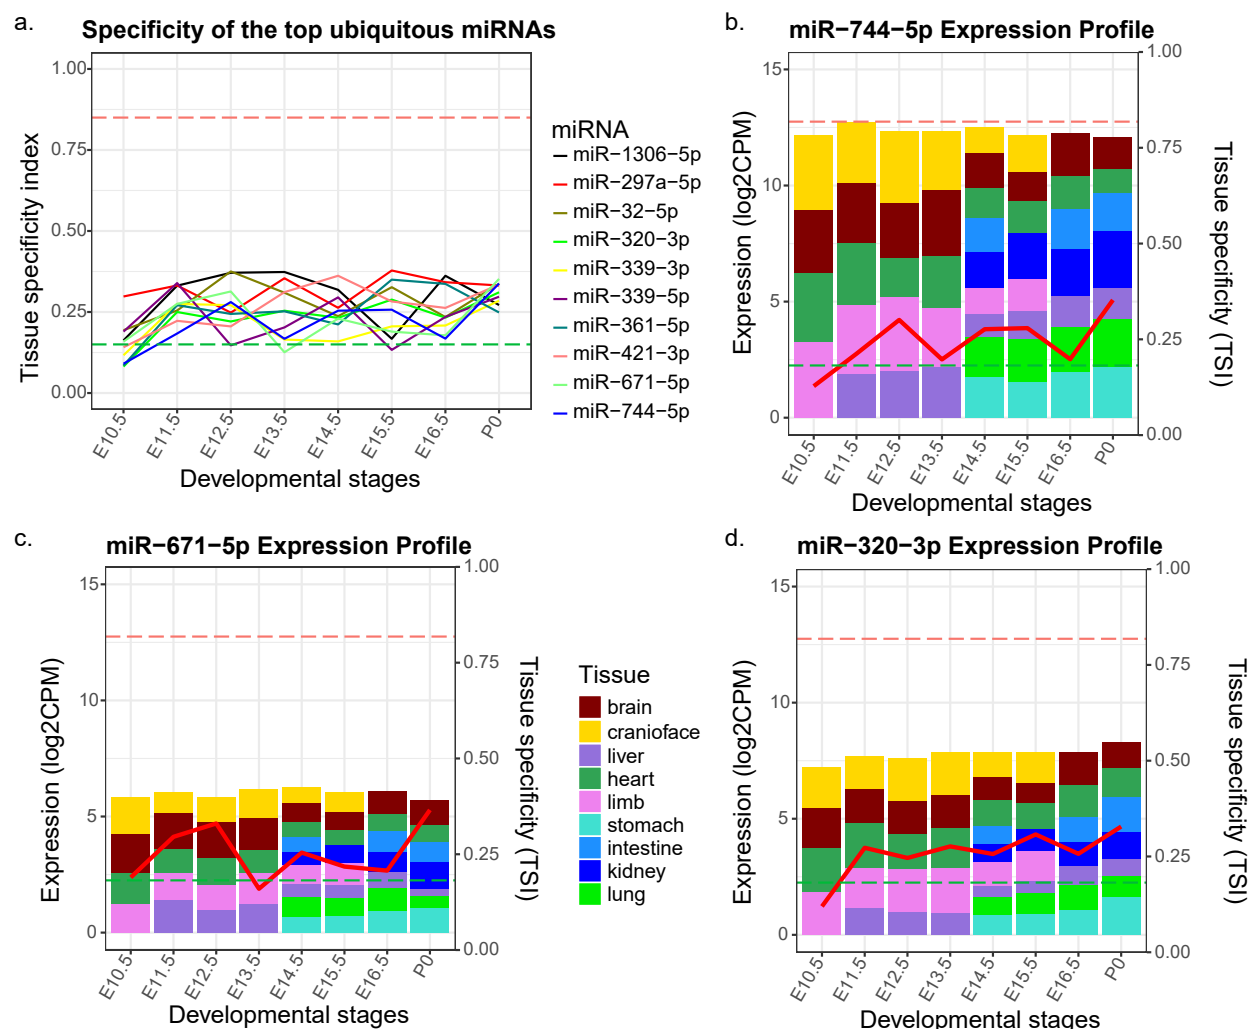 a.
Specificity of the top ubiquitous miRNAs
1.00
0.75
0.50
0.25
0.00
Tissue specificity index
E10.5
E11.5
E12.5
E13.5
E14.5
E15.5
E16.5
P0
Developmental stages
miRNA
miR−1306−5p
miR−297a−5p
miR−32−5p
miR−320−3p
miR−339−3p
miR−339−5p
miR−361−5p
miR−421−3p
miR−671−5p
miR−744−5p
b.
miR−744−5p Expression Profile
15
10
5
0
Expression (log2CPM)
1.00
0.75
0.50
0.25
0.00
Tissue specificity (TSI)
E10.5
E11.5
E12.5
E13.5
E14.5
E15.5
E16.5
P0
Developmental stages
c.
miR−671−5p Expression Profile
15
10
5
0
Expression (log2CPM)
1.00
0.75
0.50
0.25
0.00
Tissue specificity (TSI)
E10.5
E11.5
E12.5
E13.5
E14.5
E15.5
E16.5
P0
Developmental stages
Tissue
brain
cranioface
liver
heart
limb
stomach
intestine
kidney
lung
d.
miR−320−3p Expression Profile
15
10
5
0
Expression (log2CPM)
1.00
0.75
0.50
0.25
0.00
Tissue specificity (TSI)
E10.5
E11.5
E12.5
E13.5
E14.5
E15.5
E16.5
P0
Developmental stages